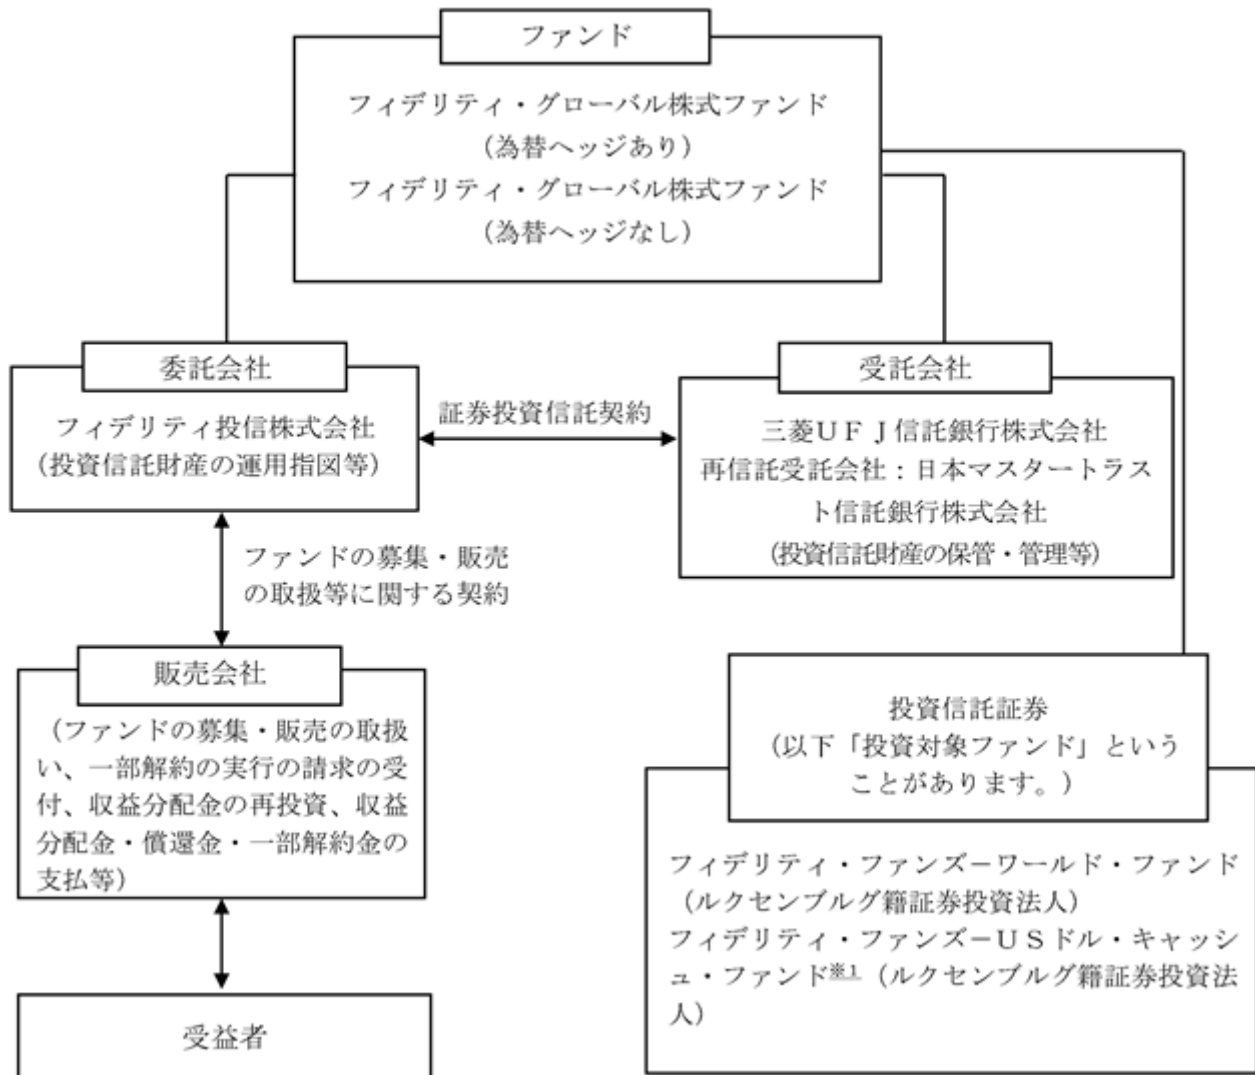 ファンド
フィデリティ・グローバル株式ファンド
（為替ヘッジあり）
フィデリティ・グローバル株式ファンド
（為替ヘッジなし）
委託会社
フィデリティ投信株式会社
（投資信託財産の運用指図等）
証券投資信託契約
受託会社
三菱ＵＦＪ信託銀行株式会社
再信託受託会社：日本マスタートラス
ト信託銀行株式会社
（投資信託財産の保管・管理等）
ファンドの募集・販売
の取扱等に関する契約
販売会社
（ファンドの募集・販売の取扱
い、一部解約の実行の請求の受
付、収益分配金の再投資、収益
分配金・償還金・一部解約金の
支払等）
受益者
投資信託証券
（以下「投資対象ファンド」という
ことがあります。）
フィデリティ・ファンズ－ワールド・ファンド
（ルクセンブルグ籍証券投資法人）
フィデリティ・ファンズ－ＵＳドル・キャッシ
ュ・ファンド※１（ルクセンブルグ籍証券投資法
人）